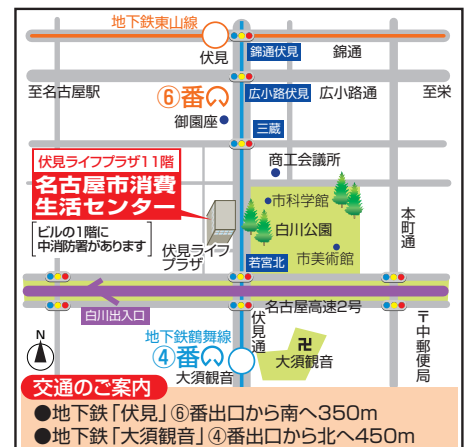 地下鉄東山線
伏見
錦通伏見
錦通
至名古屋駅
⑥番
広小路伏見
広小路通
至栄
御園座
三蔵
伏見ライフプラザ11階
名古屋市消費
生活センター
ビルの1階に
中消防署があります
商工会議所
市科学館
白川公園
市美術館
本町通
伏見ライフ
プラザ
若宮北
名古屋高速2号
白川出入口
伏見通
N
地下鉄鶴舞線
④番
大須観音
卍
大須観音
〒中郵便局
交通のご案内
●地下鉄「伏見」⑥番出口から南へ350m
●地下鉄「大須観音」④番出口から北へ450m